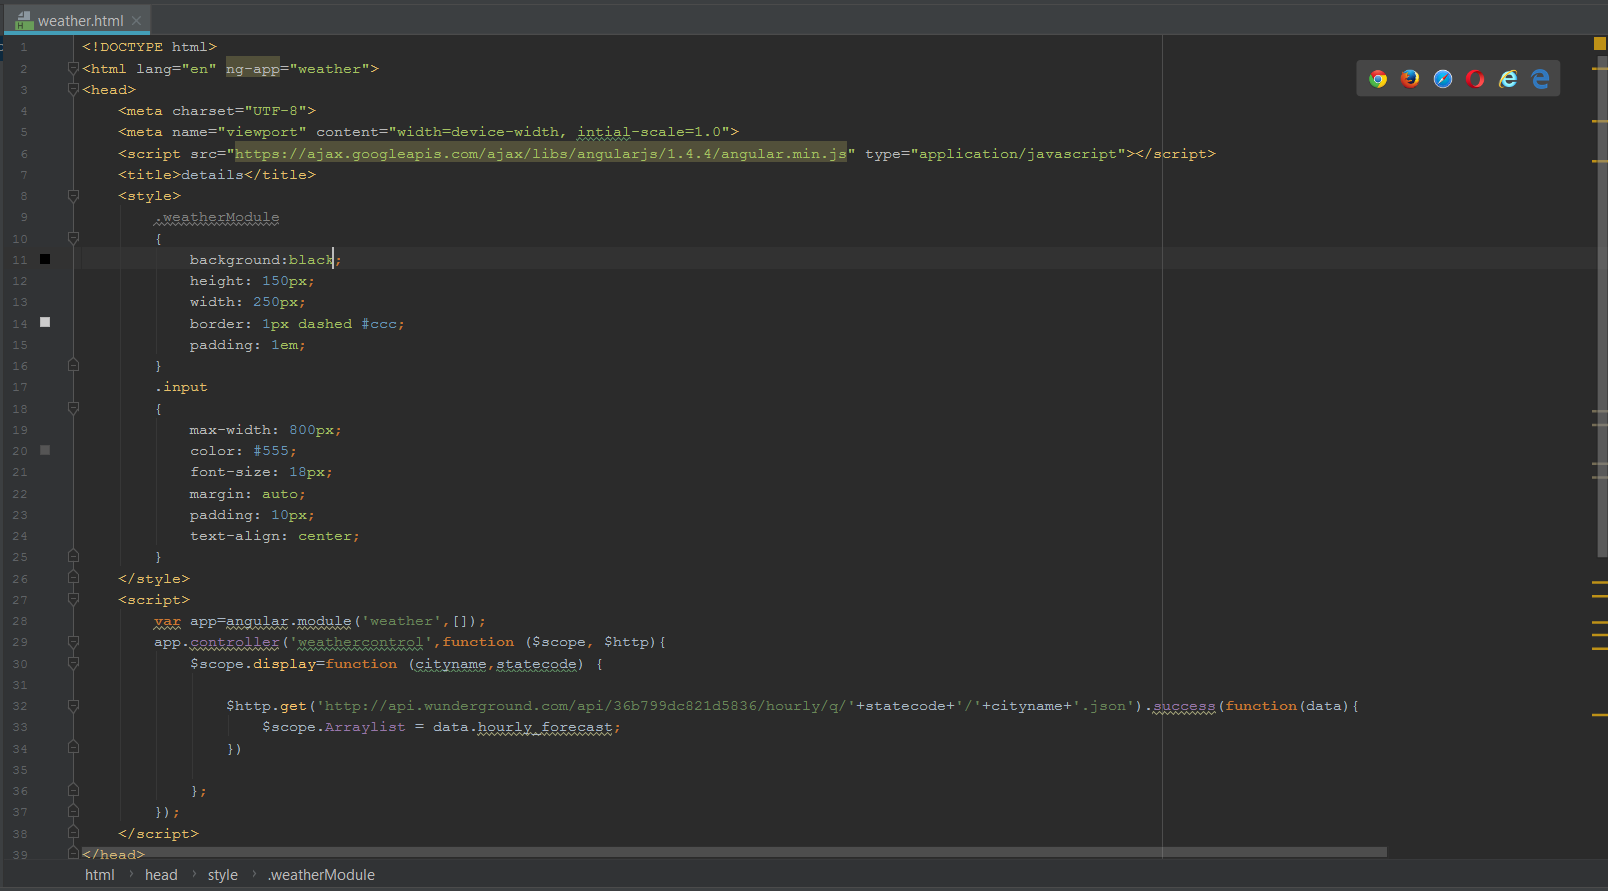 weather.html
1 <!DOCTYPE html>
2 <html lang="en" ng-app="weather">
3 <head>
4 <meta charset="UTF-8">
5 <meta name="viewport" content="width=device-width, intial-scale=1.0">
6 <script src="https://ajax.googleapis.com/ajax/libs/angularjs/1.4.4/angular.min.js" type="application/javascript"></script>
7 <title>details</title>
8 <style>
9 .weatherModule
10 {
11 background:black;
12 height: 150px;
13 width: 250px;
14 border: 1px dashed #ccc;
15 padding: 1em;
16 }
17 .input
18 {
19 max-width: 800px;
20 color: #555;
21 font-size: 18px;
22 margin: auto;
23 padding: 10px;
24 text-align: center;
25 }
26 </style>
27 <script>
28 var app=angular.module('weather',[]);
29 app.controller('weathercontrol',function ($scope, $http){
30 $scope.display=function (cityname,statecode) {
31
32 $http.get('http://api.wunderground.com/api/36b799dc821d5836/hourly/q/'+statecode+'/'+cityname+'.json').success(function(data){
33 $scope.Arraylist = data.hourly_forecast;
34 })
35
36 };
37 });
38 </script>
39 </head>
html › head › style › .weatherModule